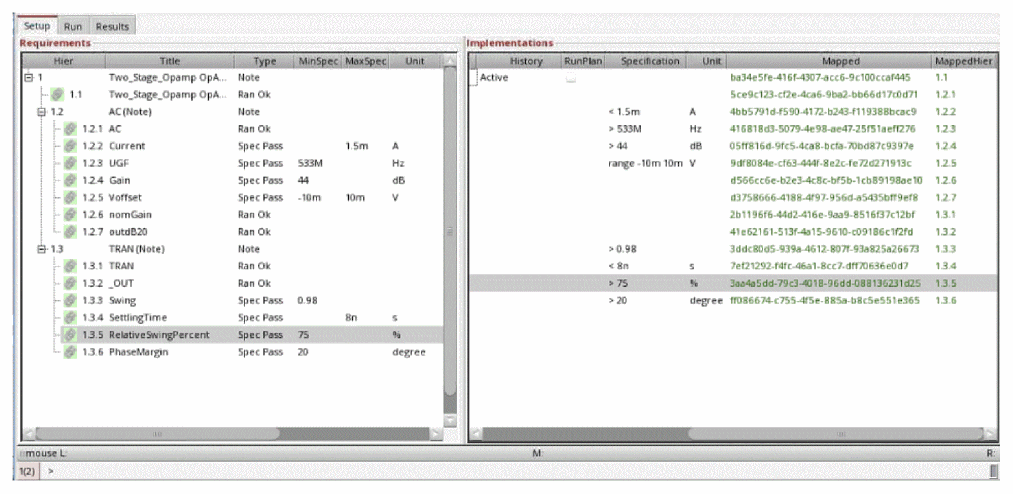 Setup Run Results
Requirements
Hier Title Type MinSpec MaxSpec Unit
1 Two_Stage_Opamp OpA... Note
1.1 Two_Stage_Opamp OpA... Ran Ok
1.2 AC(Note) Note
1.2.1 AC Ran Ok
1.2.2 Current Spec Pass 1.5m A
1.2.3 UGF Spec Pass 533M Hz
1.2.4 Gain Spec Pass 44 dB
1.2.5 Voffset Spec Pass -10m 10m V
1.2.6 nomGain Ran Ok
1.2.7 outdB20 Ran Ok
1.3 TRAN(Note) Note
1.3.1 TRAN Ran Ok
1.3.2 _OUT Ran Ok
1.3.3 Swing Spec Pass 0.98
1.3.4 SettlingTime Spec Pass 8n s
1.3.5 RelativeSwingPercent Spec Pass 75 %
1.3.6 PhaseMargin Spec Pass 20 degree
Implementations
History RunPlan Specification Unit Mapped MappedHier
Active ba34e5fe-416f-4307-acc6-9c100ccaf445 1.1
5ce9c123-cf2e-4ca6-9ba2-bb66d17c0d71 1.2.1
< 1.5m A 4bb5791d-f590-4172-b243-f119388bcac9 1.2.2
> 533M Hz 416818d3-5079-4e98-ae47-25f51aeff276 1.2.3
> 44 dB 05ff816d-9fc5-4ca8-bcfa-70bd87c9397e 1.2.4
range -10m 10m V 9df8084e-cf63-444f-8e2c-fe72d271913c 1.2.5
d566cc6e-b2e3-4c8c-bf5b-1cb89198ae10 1.2.6
d3758666-4188-4f97-956d-a5435bff9ef8 1.2.7
2b1196f6-44d2-416e-9aa9-8516f37c12bf 1.3.1
41e62161-513f-4a15-9610-c09186c1f2fd 1.3.2
> 0.98 3ddc80d5-939a-4612-807f-93a825a26673 1.3.3
< 8n s 7ef21292-f4fc-46a1-8cc7-dff70636e0d7 1.3.4
> 75 % 3aa4a5dd-79c3-4018-96dd-088136231d25 1.3.5
> 20 degree ff086674-c755-4f5e-885a-b8c5e551e365 1.3.6
mouse L: M: R:
1(2) >